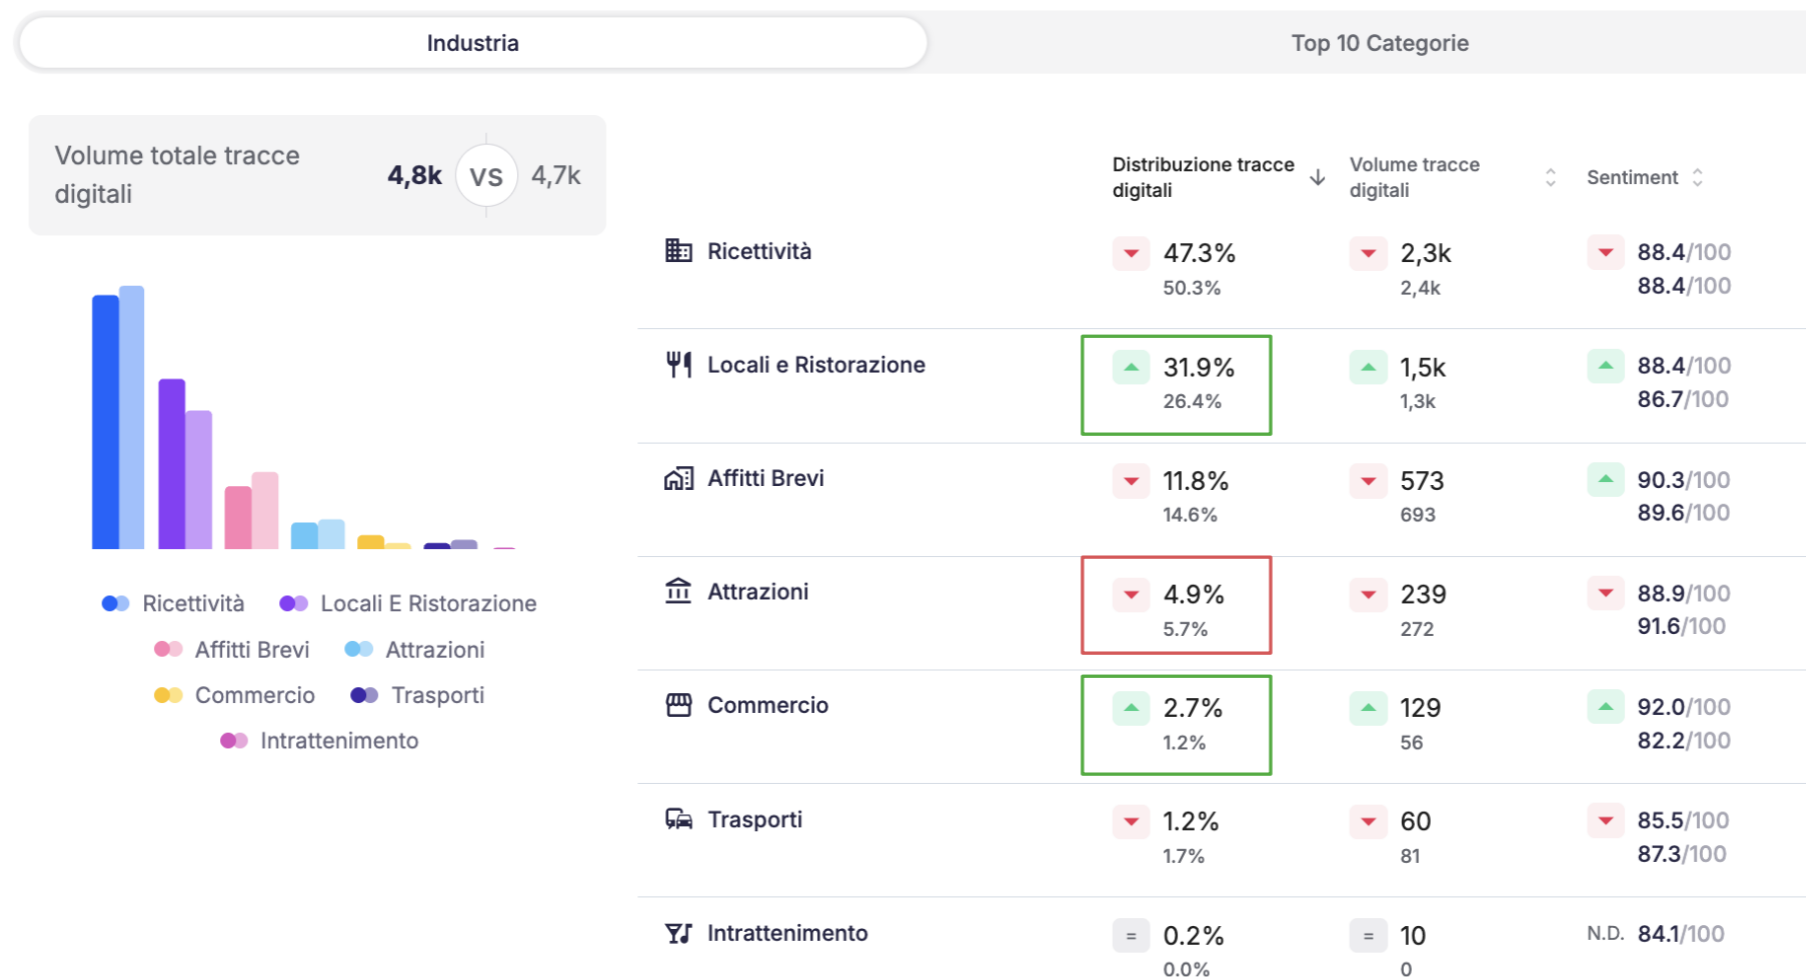 Industria
Top 10 Categorie
Volume totale tracce
digitali
4,8k
VS
4,7k
Ricettività
Locali E Ristorazione
Affitti Brevi
Attrazioni
Commercio
Trasporti
Intrattenimento
Distribuzione tracce
digitali
Volume tracce
digitali
Sentiment
Ricettività
47.3%
50.3%
2,3k
2,4k
88.4/100
88.4/100
Locali e Ristorazione
31.9%
26.4%
1,5k
1,3k
88.4/100
86.7/100
Affitti Brevi
11.8%
14.6%
573
693
90.3/100
89.6/100
Attrazioni
4.9%
5.7%
239
272
88.9/100
91.6/100
Commercio
2.7%
1.2%
129
56
92.0/100
82.2/100
Trasporti
1.2%
1.7%
60
81
85.5/100
87.3/100
Intrattenimento
=
0.2%
0.0%
=
10
0
N.D.
84.1/100